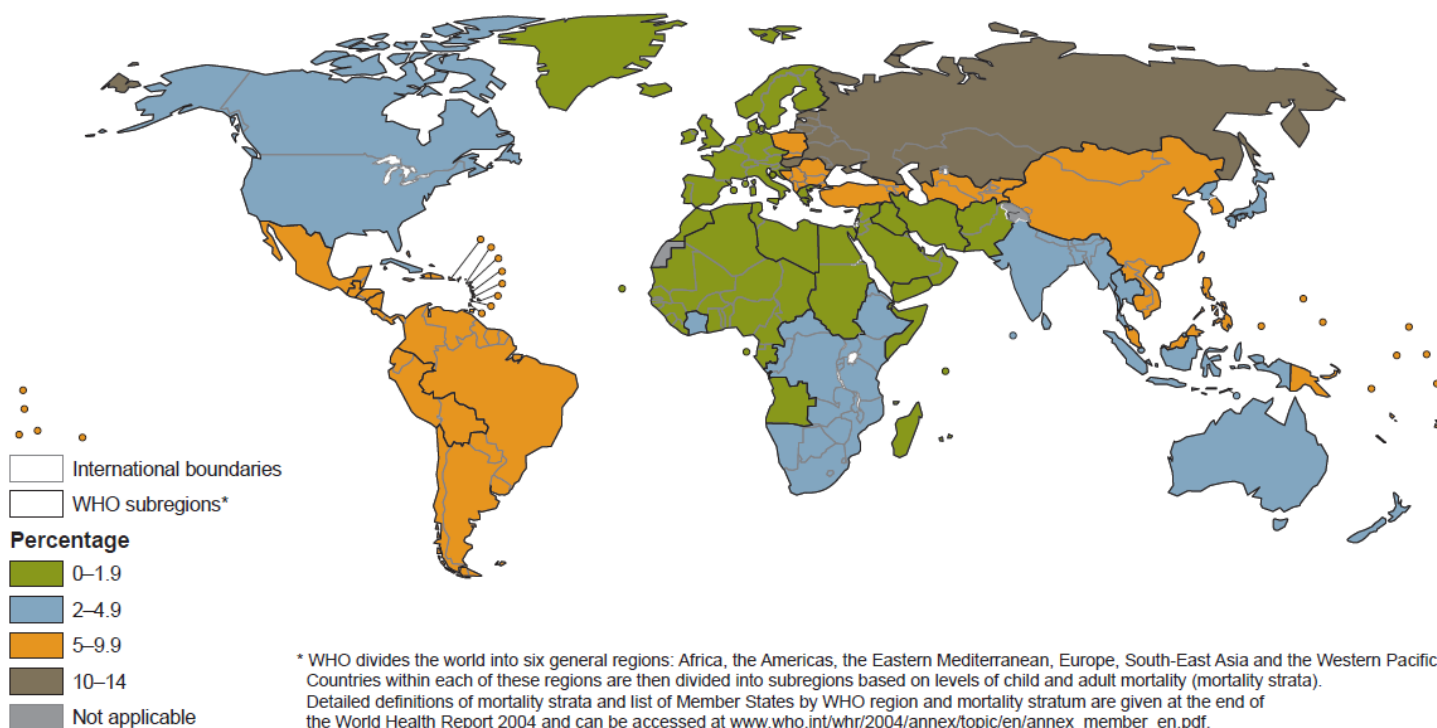 International boundaries
WHO subregions*
Percentage
0–1.9
2–4.9
5–9.9
10–14
Not applicable
* WHO divides the world into six general regions: Africa, the Americas, the Eastern Mediterranean, Europe, South-East Asia and the Western Pacific
Countries within each of these regions are then divided into subregions based on levels of child and adult mortality (mortality strata).
Detailed definitions of mortality strata and list of Member States by WHO region and mortality stratum are given at the end of
the World Health Report 2004 and can be accessed at www.who.int/whr/2004/annex/topic/en/annex_member_en.pdf.